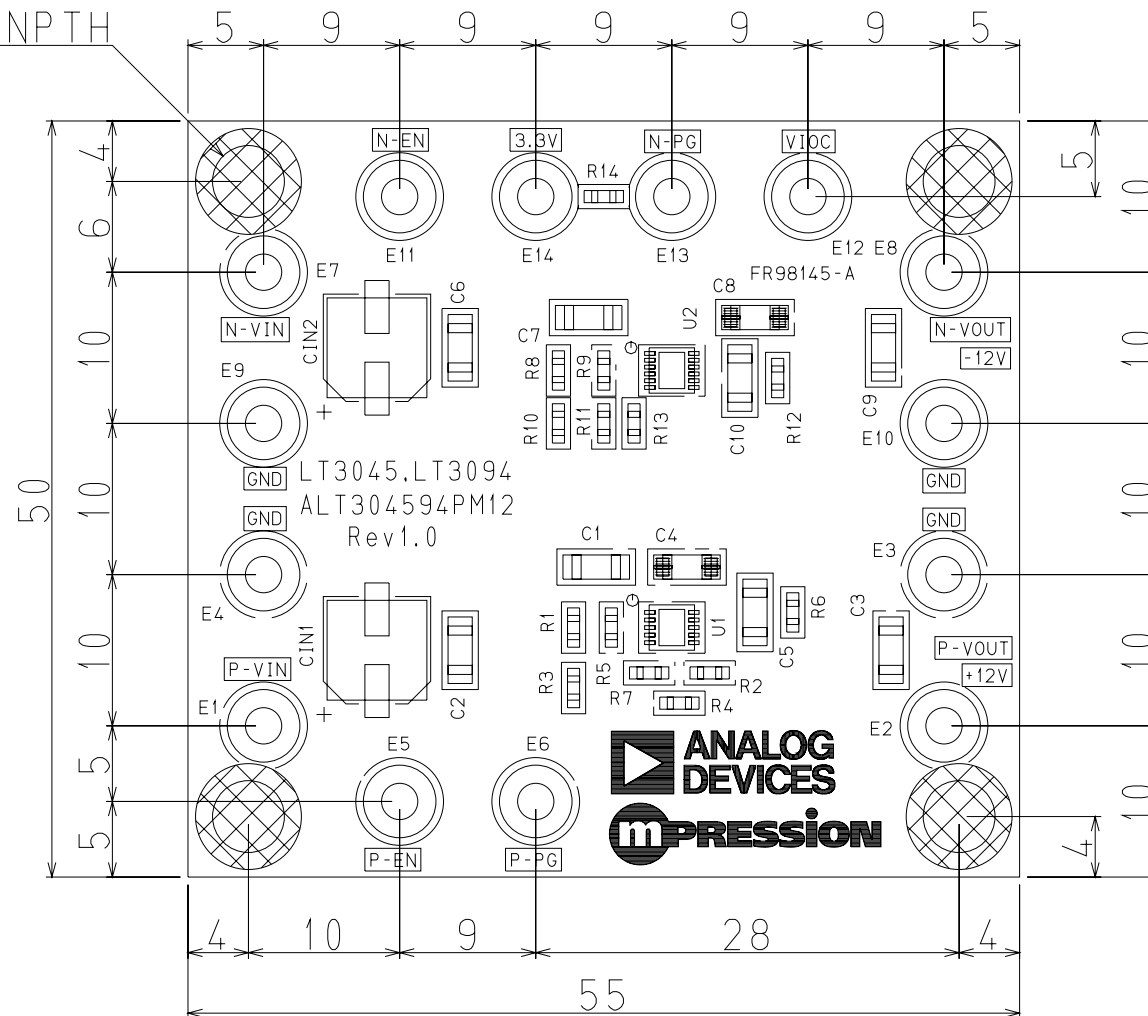 NPTH
5 9 9 9 9 9 5
N-EN 3.3V N-PG VIOC
4
5
10
R14
6
E11 E14 E13 E12 E8
E7
FR98145-A
N-VIN
CIN2
C6
C7
U2
C8
N-VOUT
-12V
10
10
E9
R8
R9
+
R10
R11
R13
C10
R12
C9
E10
GND
LT3045.LT3094
GND
50
10
ALT304594PM12
10
GND
Rev1.0
GND
C1
C4
E3
E4
P-VIN
CIN1
C2
R1
R5
U1
R6
C5
C3
P-VOUT
+12V
10
10
R3
R7
R2
R4
E1
+
E2
5
E5 E6
ANALOG
DEVICES
10
5
mPRESSiON
4
P-EN P-PG
4 10 9 28 4
55